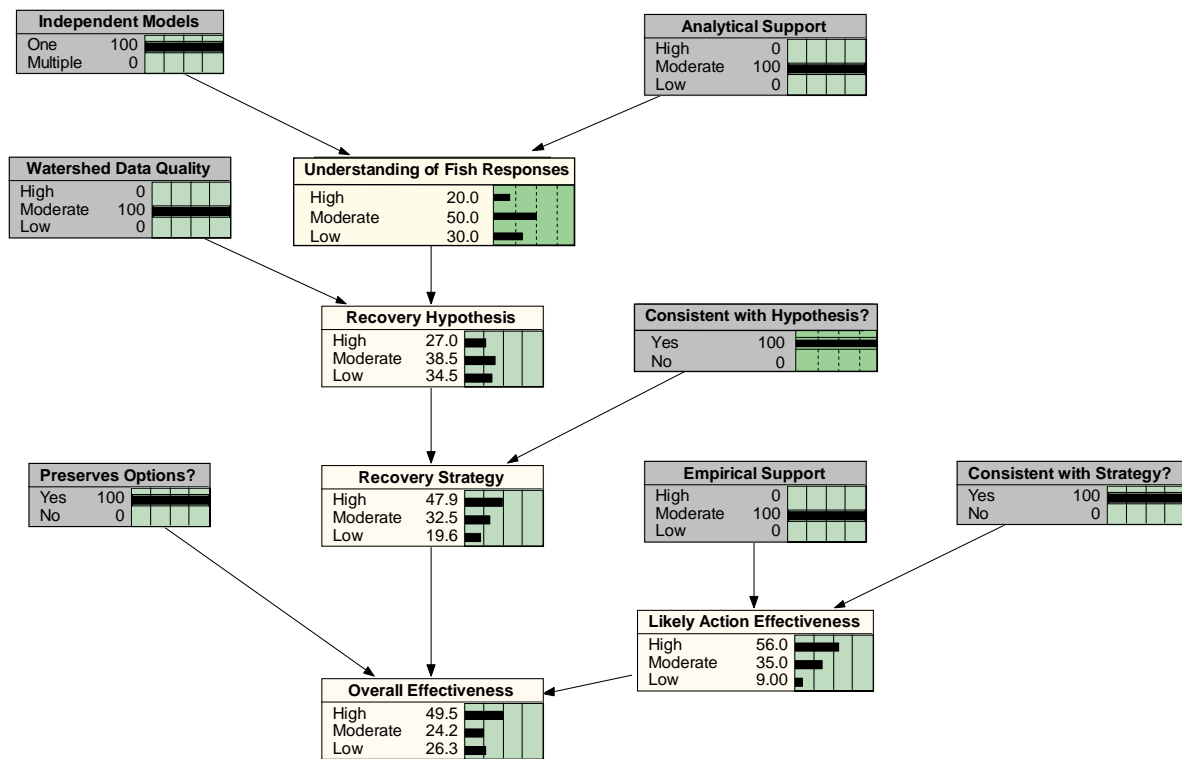 Independent Models
One 100
Multiple 0
Analytical Support
High 0
Moderate 100
Low 0
Watershed Data Quality
High 0
Moderate 100
Low 0
Understanding of Fish Responses
High 20.0
Moderate 50.0
Low 30.0
Recovery Hypothesis
High 27.0
Moderate 38.5
Low 34.5
Consistent with Hypothesis?
Yes 100
No 0
Preserves Options?
Yes 100
No 0
Recovery Strategy
High 47.9
Moderate 32.5
Low 19.6
Empirical Support
High 0
Moderate 100
Low 0
Consistent with Strategy?
Yes 100
No 0
Likely Action Effectiveness
High 56.0
Moderate 35.0
Low 9.00
Overall Effectiveness
High 49.5
Moderate 24.2
Low 26.3